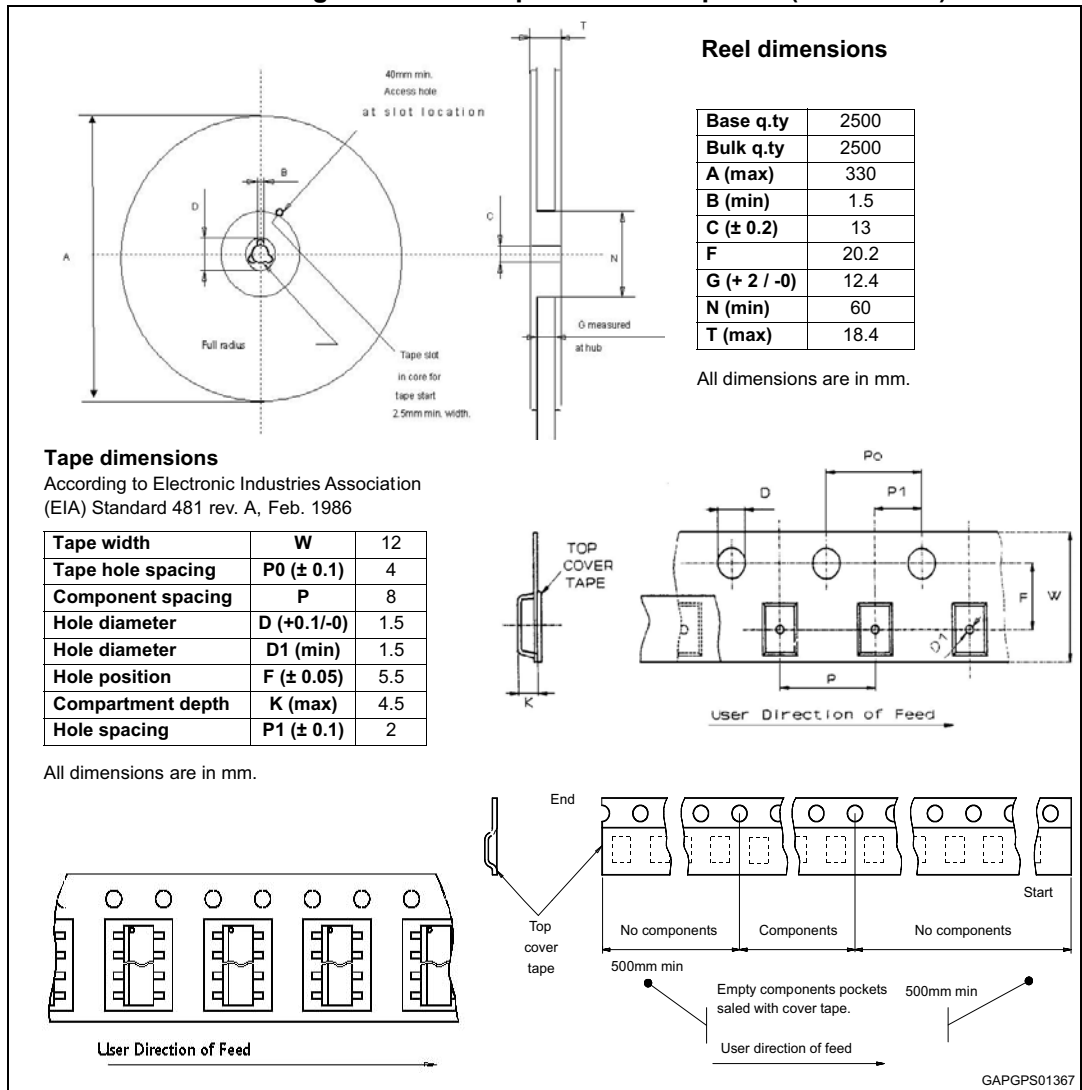 Reel dimensions
T
40mm min.
Access hole
at slot location
B
D
C
A
N
G measured
at hub
Full radius
Tape slot
in core for
tape start
2.5mm min. width.
Base q.ty 2500
Bulk q.ty 2500
A (max) 330
B (min) 1.5
C (± 0.2) 13
F 20.2
G (+ 2 / -0) 12.4
N (min) 60
T (max) 18.4
All dimensions are in mm.
Tape dimensions
According to Electronic Industries Association
(EIA) Standard 481 rev. A, Feb. 1986
Tape width W 12
Tape hole spacing P0 (± 0.1) 4
Component spacing P 8
Hole diameter D (+0.1/-0) 1.5
Hole diameter D1 (min) 1.5
Hole position F (± 0.05) 5.5
Compartment depth K (max) 4.5
Hole spacing P1 (± 0.1) 2
All dimensions are in mm.
Po
D
P1
TOP
COVER
TAPE
F
W
D1
K
P
User Direction of Feed
User Direction of Feed
End
Start
Top
cover
tape
No components
Components
No components
500mm min
Empty components pockets
saled with cover tape.
500mm min
User direction of feed
GAPGPS01367